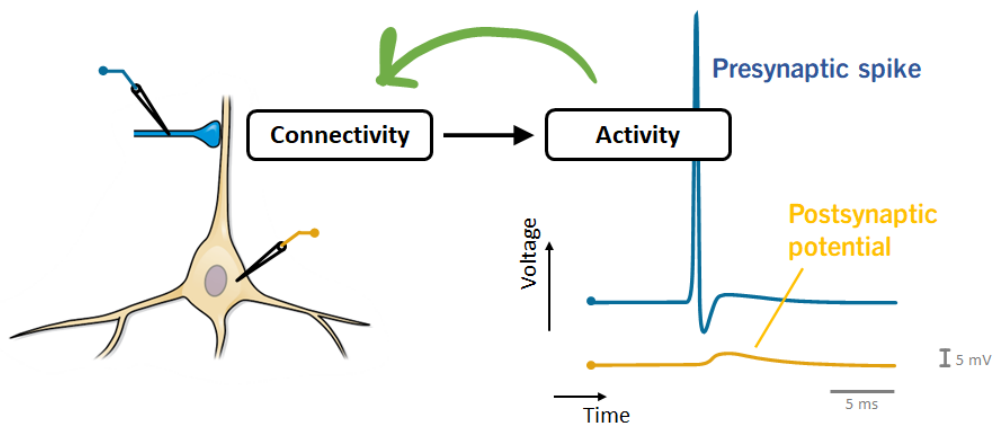 Presynaptic spike
Connectivity
Activity
Postsynaptic
potential
Voltage
5 mV
5 ms
Time